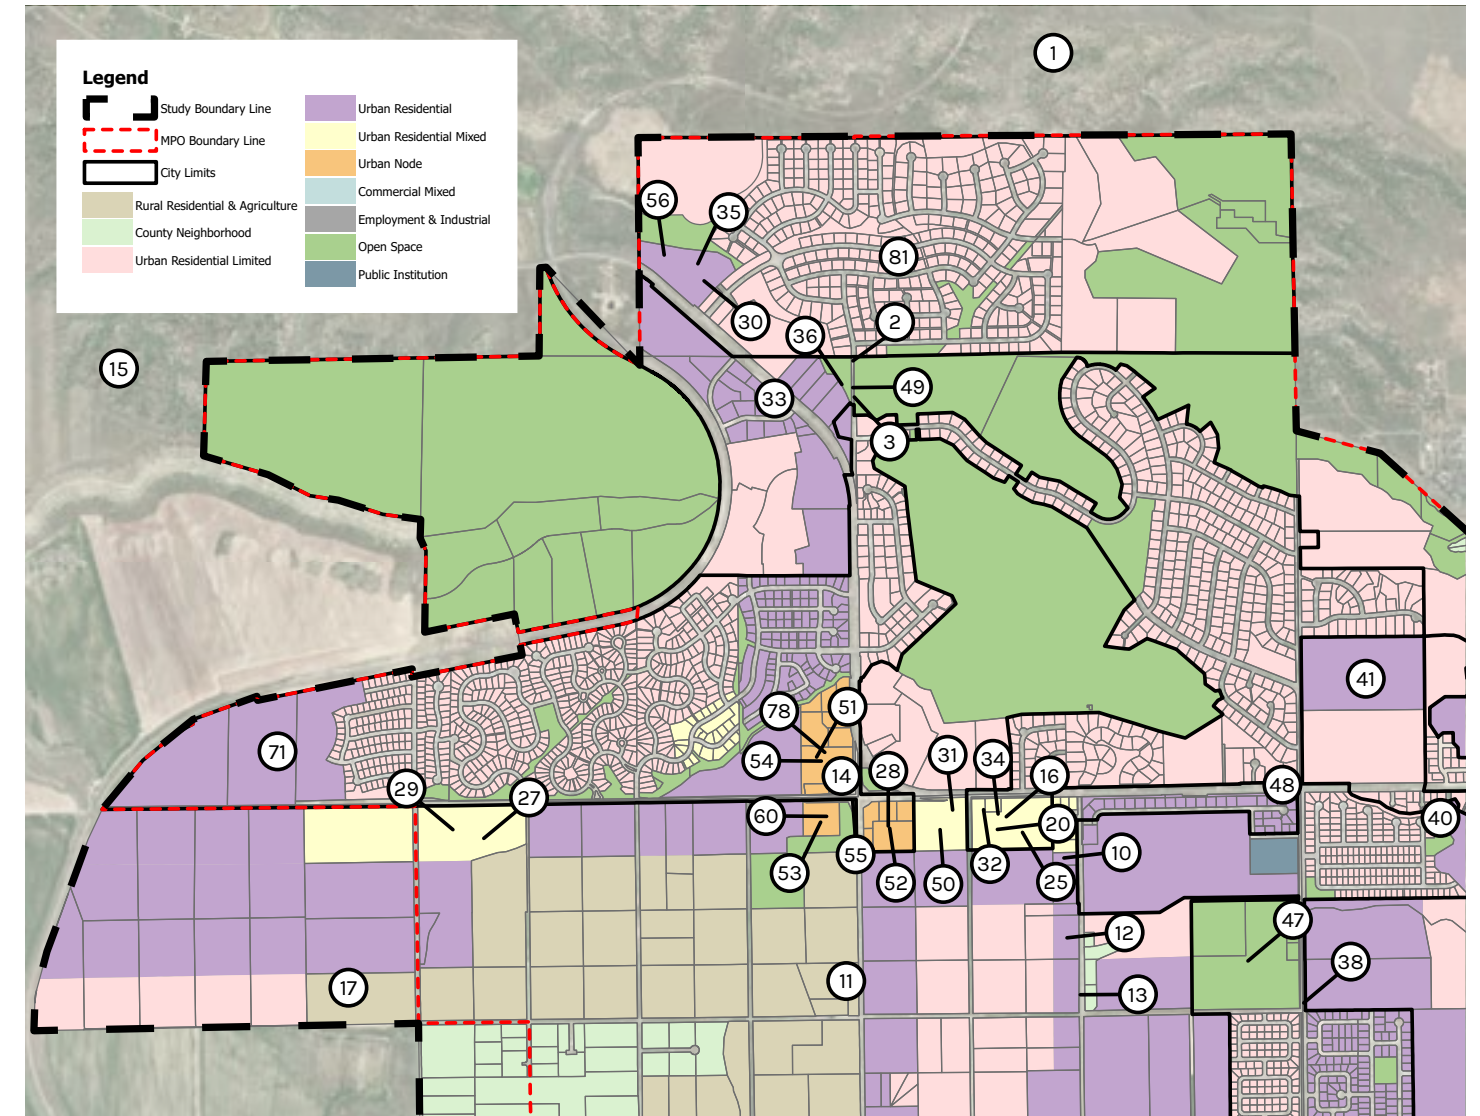 1
Legend
Study Boundary Line
Urban Residential
MPO Boundary Line
Urban Residential Mixed
City Limits
Urban Node
Commercial Mixed
Rural Residential & Agriculture
Employment & Industrial
County Neighborhood
Open Space
Urban Residential Limited
Public Institution
56
35
81
30
2
36
15
49
33
3
41
78
51
71
54
14
28
31
34
16
48
29
27
60
20
40
55
10
53
52
50
32
25
47
12
38
11
17
13